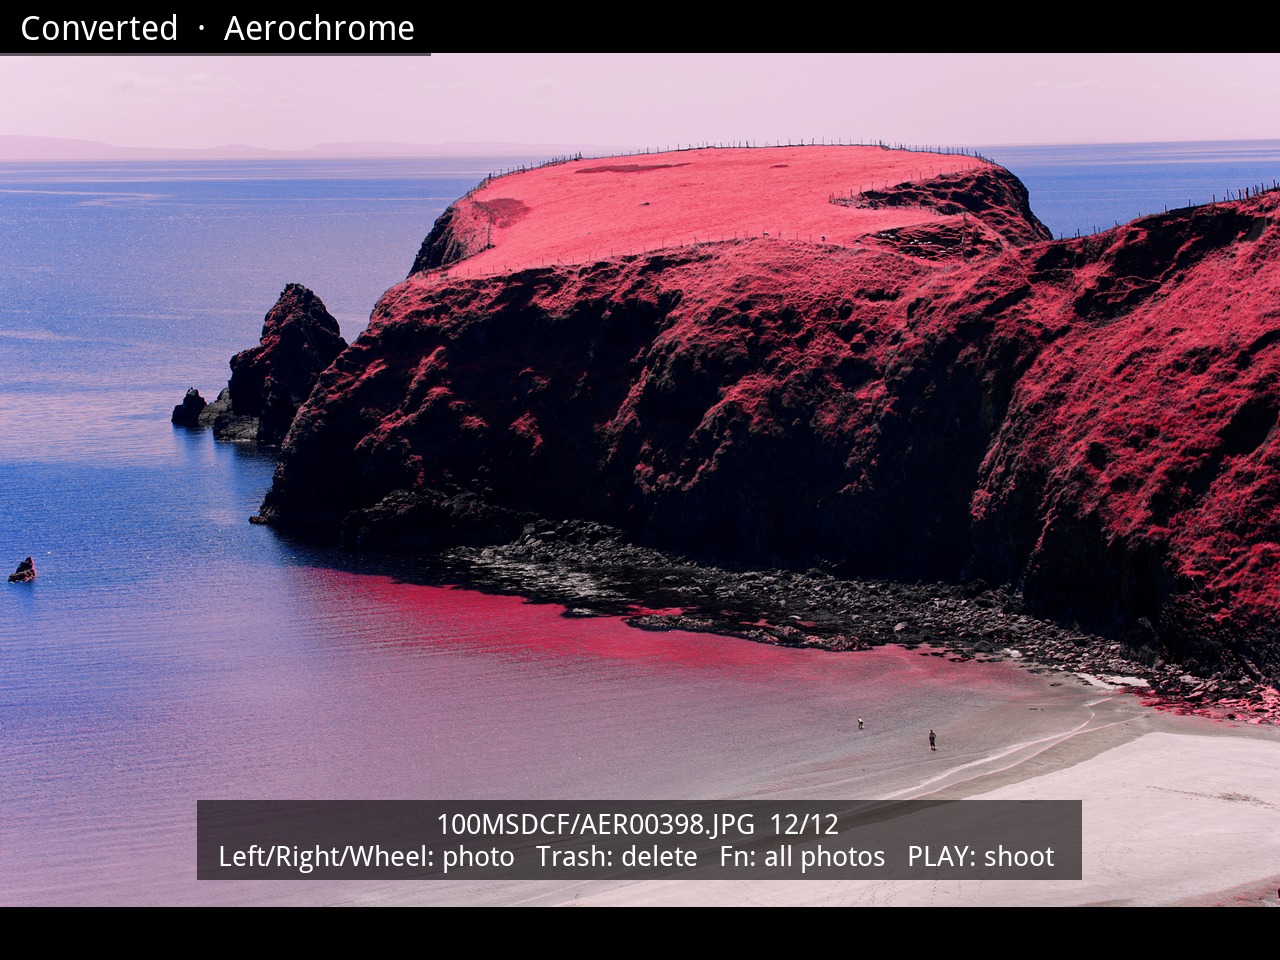 Converted · Aerochrome
100MSDCF/AER00398.JPG 12/12
Left/Right/Wheel: photo Trash: delete Fn: all photos PLAY: shoot